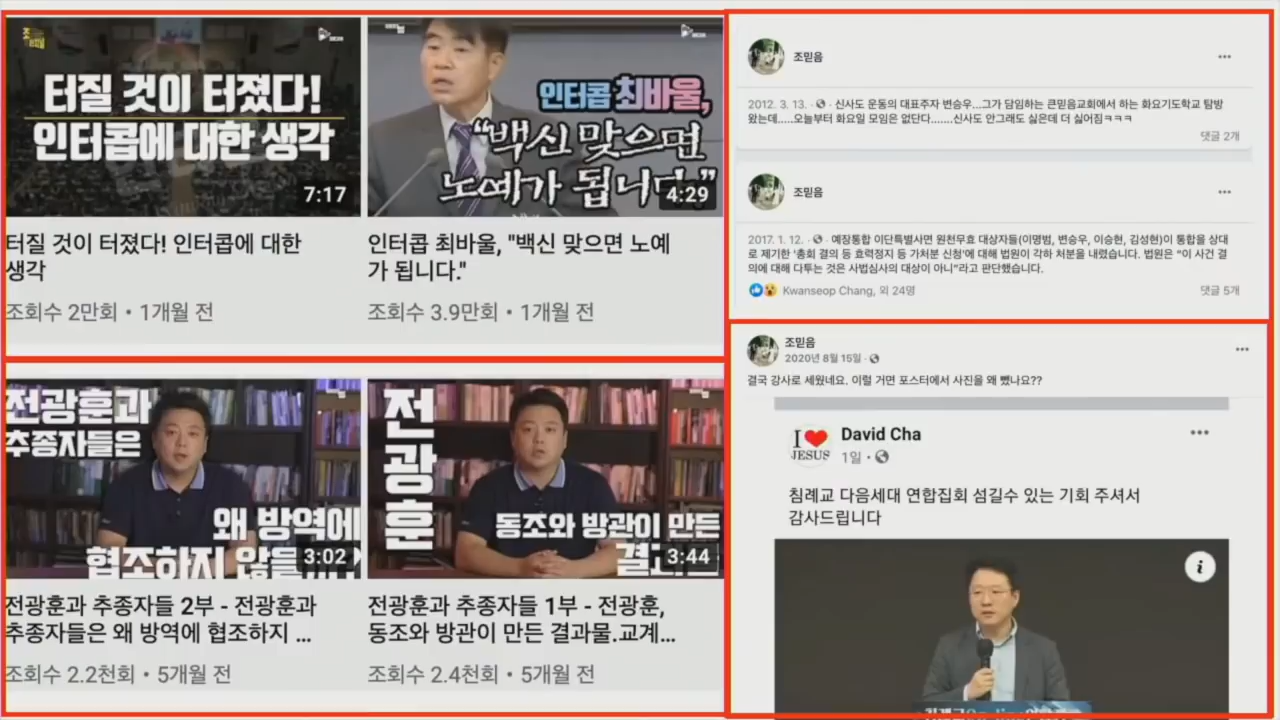 터질 것이 터졌다!
인터콥에 대한 생각
7:17
터질 것이 터졌다! 인터콥에 대한
생각
조회수 2만회 • 1개월 전
인터콥 최바울,
"백신 맞으면
노예가 됩니다."
4:29
인터콥 최바울, "백신 맞으면 노예
가 됩니다."
조회수 3.9만회 • 1개월 전
전광훈과
추종자들은
왜 방역에
협조하지 않을까?
3:02
전광훈과 추종자들 2부 - 전광훈과
추종자들은 왜 방역에 협조하지 ...
조회수 2.2천회 • 5개월 전
전광훈
동조와 방관이 만든
결과
3:44
전광훈과 추종자들 1부 - 전광훈,
동조와 방관이 만든 결과물.교계...
조회수 2.4천회 • 5개월 전
조믿음
2012. 3. 13. · 신사도 운동의 대표주자 변승우...그가 담임하는 큰믿음교회에서 하는 화요기도학교 탐방
왔는데.....오늘부터 화요일 모임은 없단다.......신사도 안그래도 싫은데 더 싫어짐ㅋㅋㅋ
댓글 2개
조믿음
2017. 1. 12. · 예장통합 이단특별사면 원천무효 대상자들(이명범, 변승우, 이승현, 김성현)이 통합을 상대
로 제기한 '총회 결의 등 효력정지 등 가처분 신청'에 대해 법원이 각하 처분을 내렸습니다. 법원은 "이 사건 결
의에 대해 다투는 것은 사법심사의 대상이 아니"라고 판단했습니다.
Kwanseop Chang, 외 24명
댓글 5개
조믿음
2020년 8월 15일 ·
결국 강사로 세웠네요. 이럴 거면 포스터에서 사진을 왜 뺐나요??
I ♥ JESUS
David Cha
1일 ·
침례교 다음세대 연합집회 섬길수 있는 기회 주셔서
감사드립니다